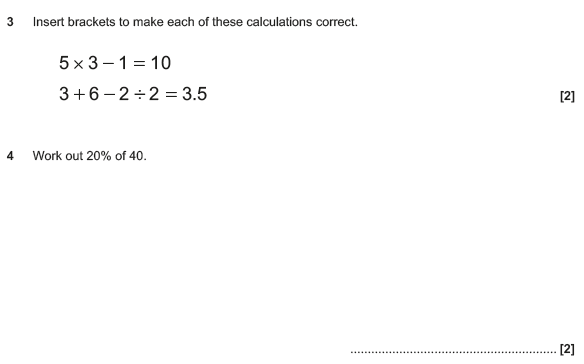 3 Insert brackets to make each of these calculations correct.
5 × 3 – 1 = 10
3 + 6 – 2 ÷ 2 = 3.5 [2]
4 Work out 20% of 40.
............................................................ [2]